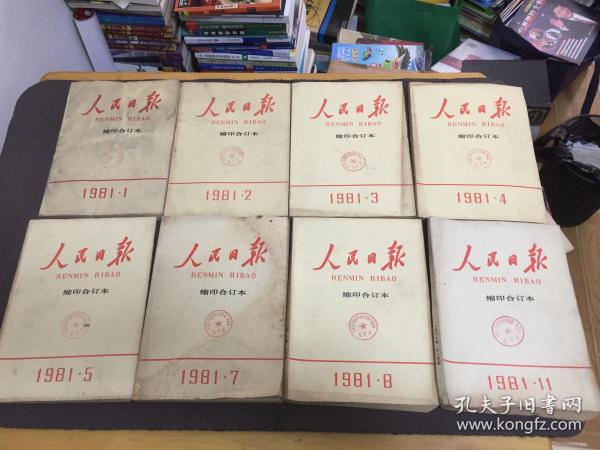 人民日报
RENMIN RIBAO
缩印合订本
1981·1
人民日报
RENMIN RIBAO
缩印合订本
1981·2
人民日报
RENMIN RIBAO
缩印合订本
1981·3
人民日报
RENMIN RIBAO
缩印合订本
1981·4
人民日报
RENMIN RIBAO
缩印合订本
1981·5
人民日报
RENMIN RIBAO
缩印合订本
1981·7
人民日报
RENMIN RIBAO
缩印合订本
1981·8
人民日报
RENMIN RIBAO
缩印合订本
1981·11
孔夫子旧书网
www.kongfz.com